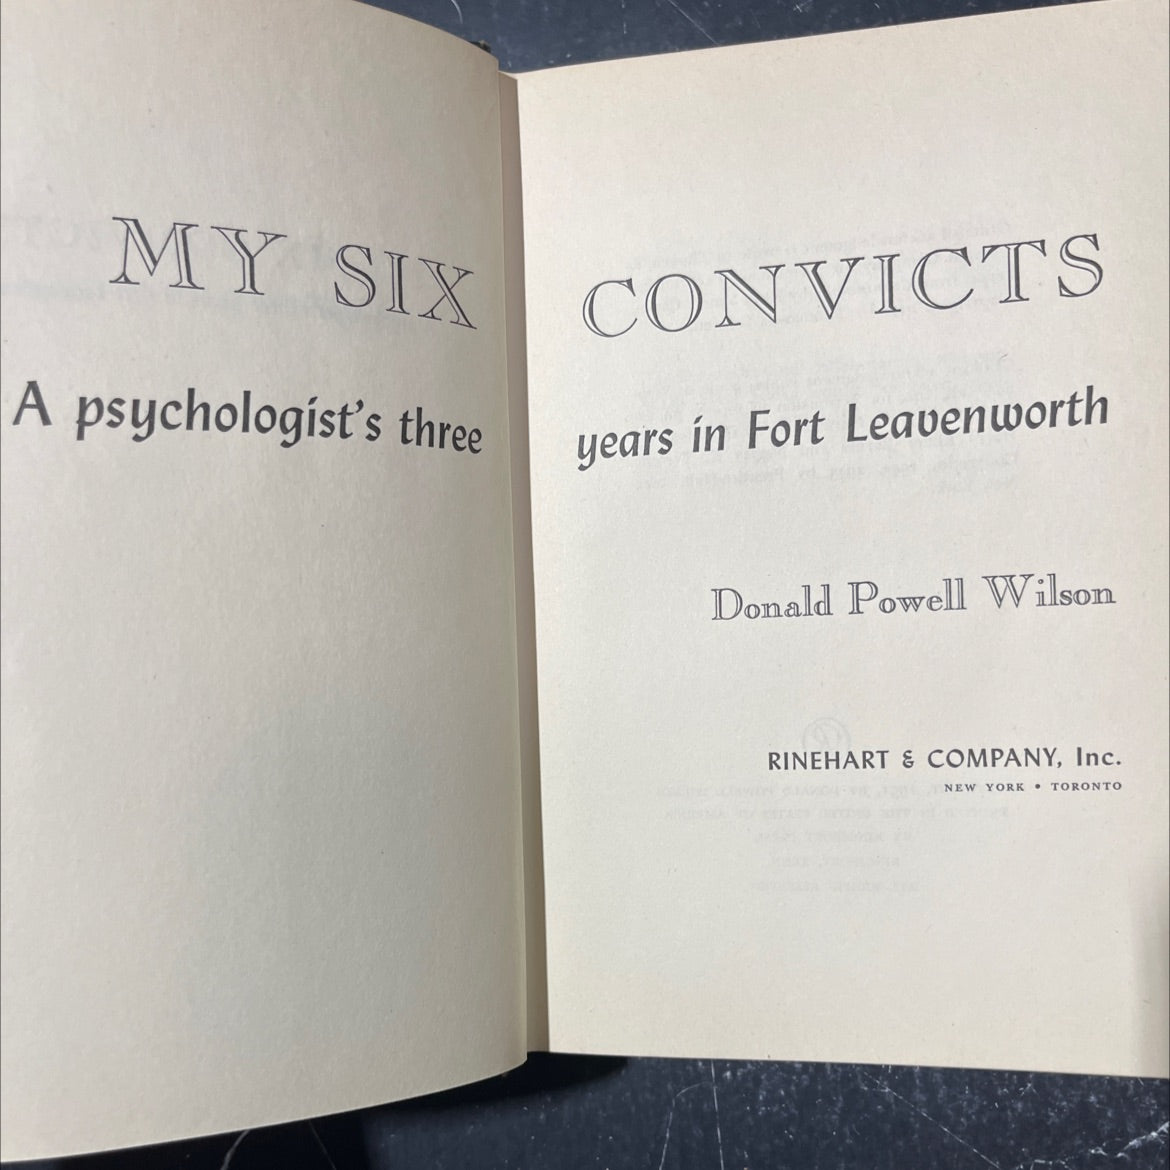 MY SIX CONVICTS
A psychologist's three years in Fort Leavenworth
Donald Powell Wilson
RINEHART & COMPANY, Inc.
NEW YORK • TORONTO